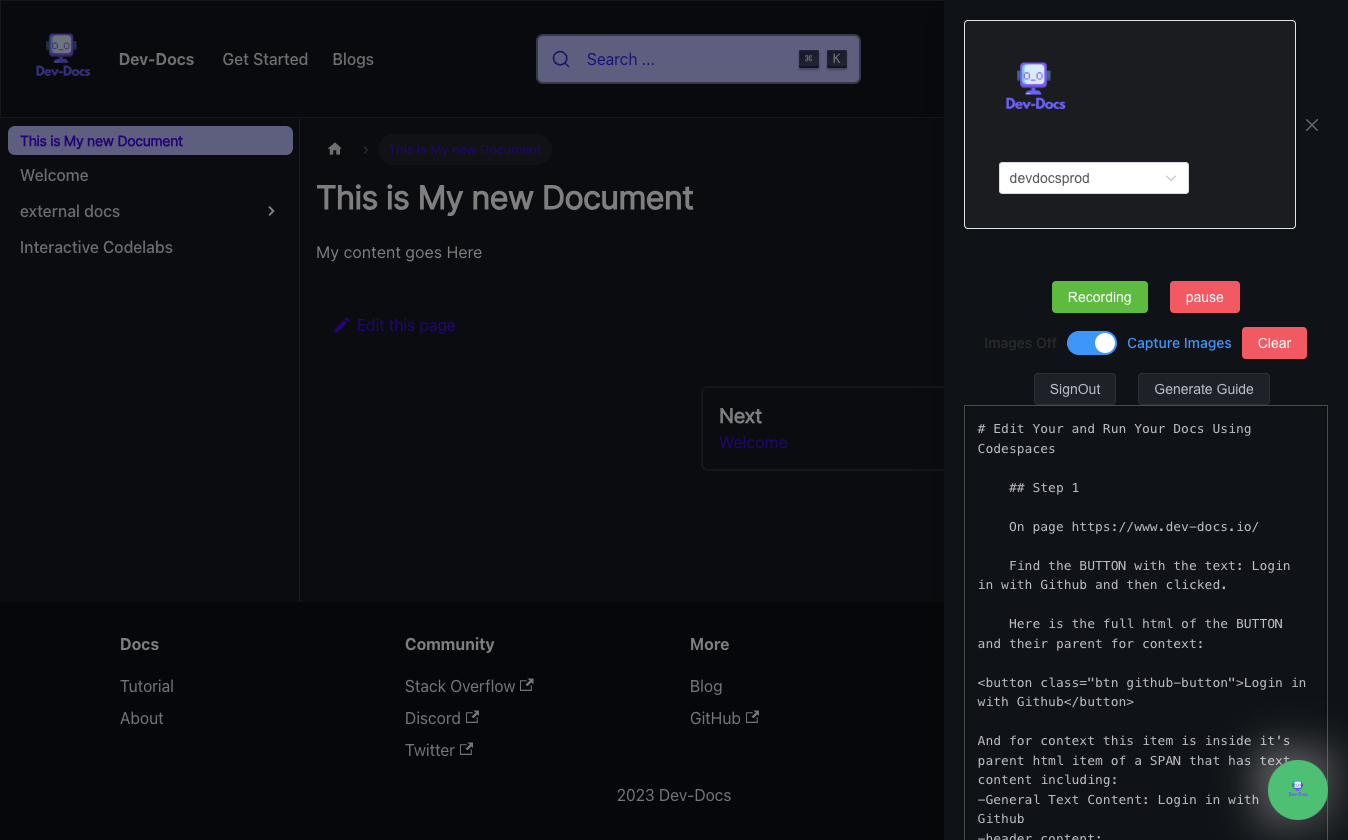 Dev-Docs
Dev-Docs
Get Started
Blogs
Search ...
⌘ K
This is My new Document
Welcome
external docs
Interactive Codelabs
This is My new Document
This is My new Document
My content goes Here
Edit this page
Next
Welcome
Docs
Tutorial
About
Community
Stack Overflow
Discord
Twitter
More
Blog
GitHub
2023 Dev-Docs
Dev-Docs
devdocsprod
Recording
pause
Images Off
Capture Images
Clear
SignOut
Generate Guide
# Edit Your and Run Your Docs Using
Codespaces
## Step 1
On page https://www.dev-docs.io/
Find the BUTTON with the text: Login
in with Github and then clicked.
Here is the full html of the BUTTON
and their parent for context:
<button class="btn github-button">Login in
with Github</button>
And for context this item is inside it's
parent html item of a SPAN that has text
content including:
-General Text Content: Login in with
Github
-header content: